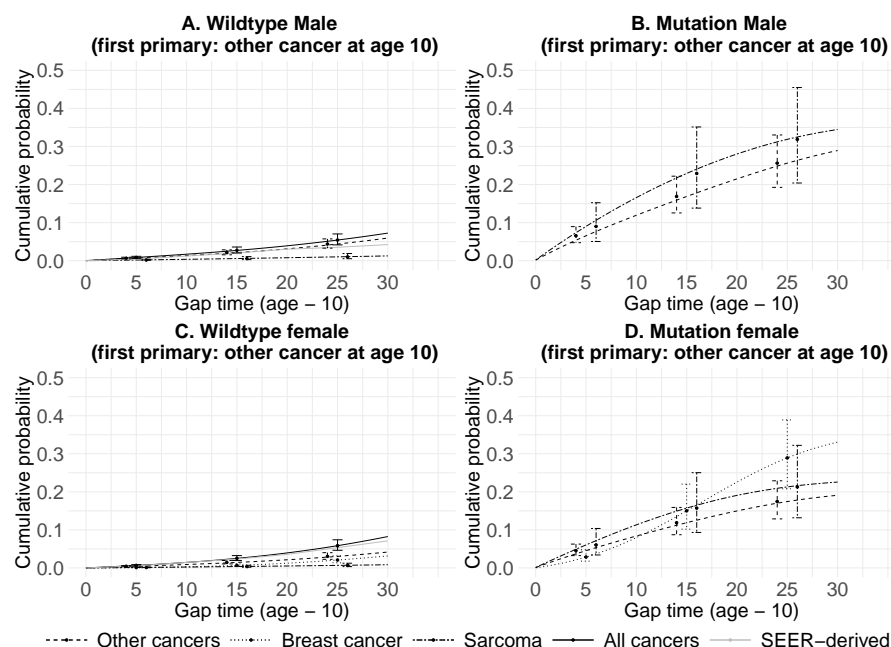 A. Wildtype Male
(first primary: other cancer at age 10)
Cumulative probability
0.5
0.4
0.3
0.2
0.1
0.0
0 5 10 15 20 25 30
Gap time (age − 10)
B. Mutation Male
(first primary: other cancer at age 10)
Cumulative probability
0.5
0.4
0.3
0.2
0.1
0.0
0 5 10 15 20 25 30
Gap time (age − 10)
C. Wildtype female
(first primary: other cancer at age 10)
Cumulative probability
0.5
0.4
0.3
0.2
0.1
0.0
0 5 10 15 20 25 30
Gap time (age − 10)
D. Mutation female
(first primary: other cancer at age 10)
Cumulative probability
0.5
0.4
0.3
0.2
0.1
0.0
0 5 10 15 20 25 30
Gap time (age − 10)
Other cancers Breast cancer Sarcoma All cancers SEER−derived